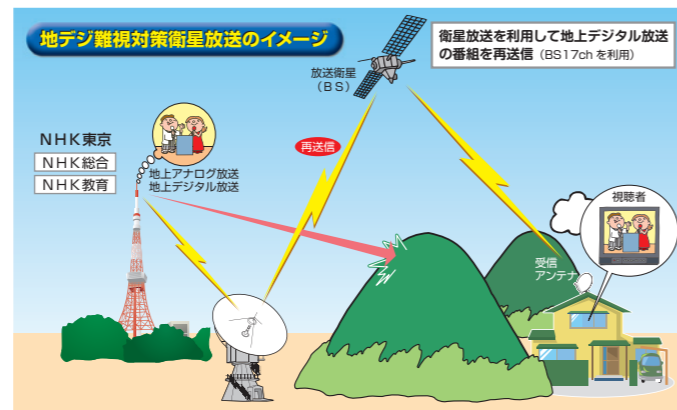 地デジ難視対策衛星放送のイメージ
衛星放送を利用して地上デジタル放送
の番組を再送信（BS17chを利用）
放送衛星
（BS）
NHK東京
NHK総合
NHK教育
地上アナログ放送
地上デジタル放送
再送信
視聴者
受信
アンテナ